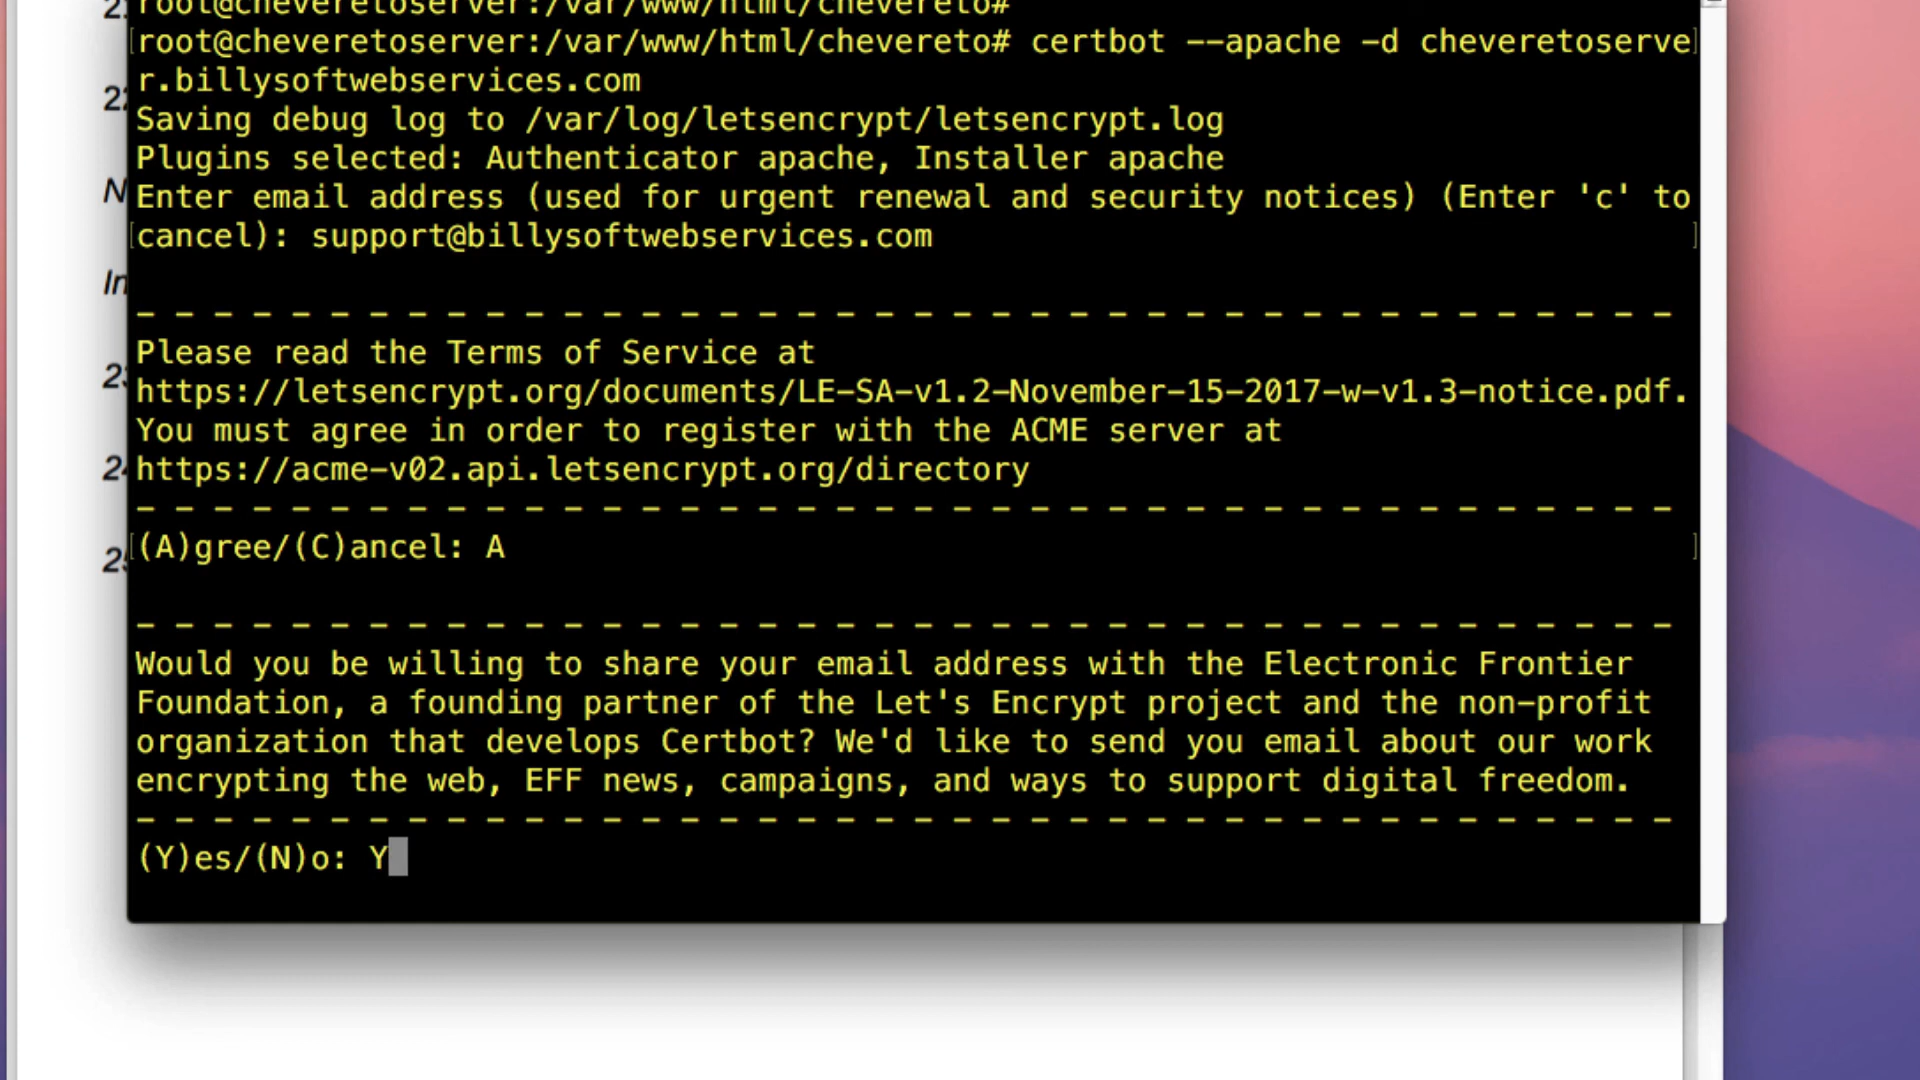 root@cheveretoserver:/var/www/html/chevereto#
root@cheveretoserver:/var/www/html/chevereto# certbot --apache -d cheveretoserve
r.billysoftwebservices.com
Saving debug log to /var/log/letsencrypt/letsencrypt.log
Plugins selected: Authenticator apache, Installer apache
Enter email address (used for urgent renewal and security notices) (Enter 'c' to
cancel): support@billysoftwebservices.com
- - - - - - - - - - - - - - - - - - - - - - - - - - - - - - - - - - - - - - - -
Please read the Terms of Service at
https://letsencrypt.org/documents/LE-SA-v1.2-November-15-2017-w-v1.3-notice.pdf.
You must agree in order to register with the ACME server at
https://acme-v02.api.letsencrypt.org/directory
- - - - - - - - - - - - - - - - - - - - - - - - - - - - - - - - - - - - - - - -
(A)gree/(C)ancel: A
- - - - - - - - - - - - - - - - - - - - - - - - - - - - - - - - - - - - - - - -
Would you be willing to share your email address with the Electronic Frontier
Foundation, a founding partner of the Let's Encrypt project and the non-profit
organization that develops Certbot? We'd like to send you email about our work
encrypting the web, EFF news, campaigns, and ways to support digital freedom.
- - - - - - - - - - - - - - - - - - - - - - - - - - - - - - - - - - - - - - - -
(Y)es/(N)o: Y